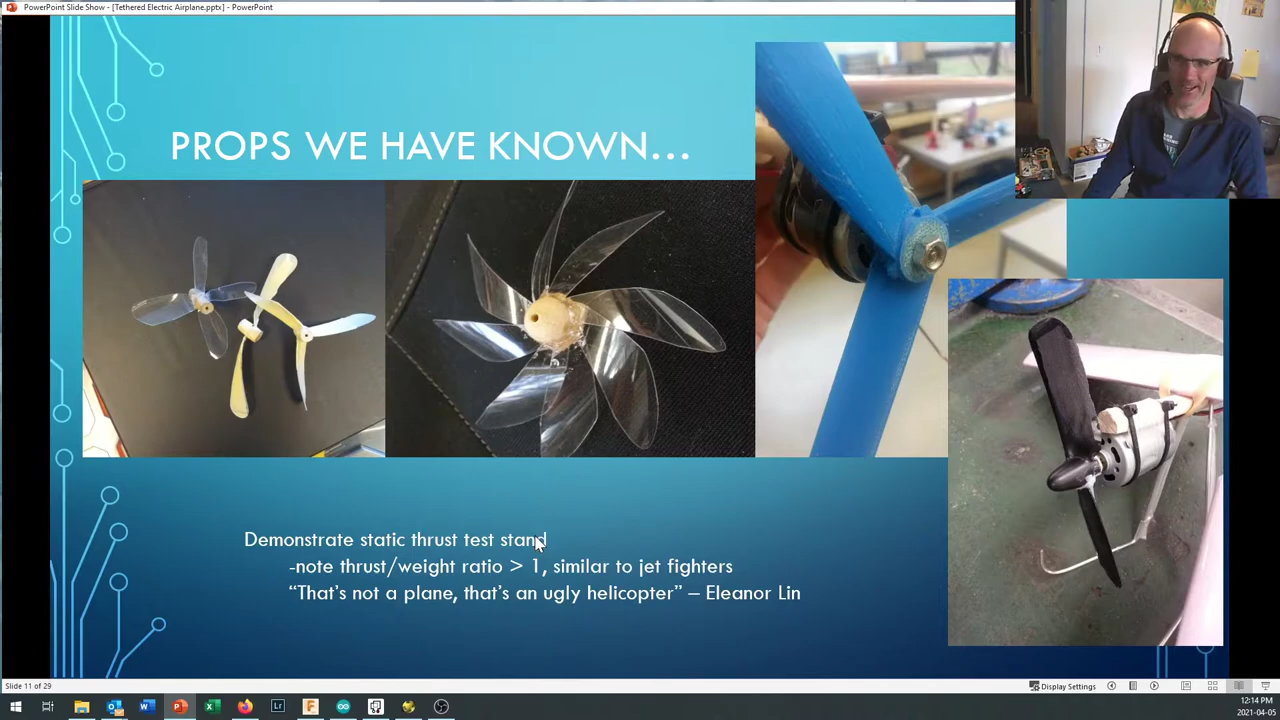 PowerPoint Slide Show - [Tethered Electric Airplane.pptx] - PowerPoint
PROPS WE HAVE KNOWN…
Demonstrate static thrust test stand
-note thrust/weight ratio > 1, similar to jet fighters
“That’s not a plane, that’s an ugly helicopter” – Eleanor Lin
Slide 11 of 29
Display Settings
12:14 PM
2021-04-05